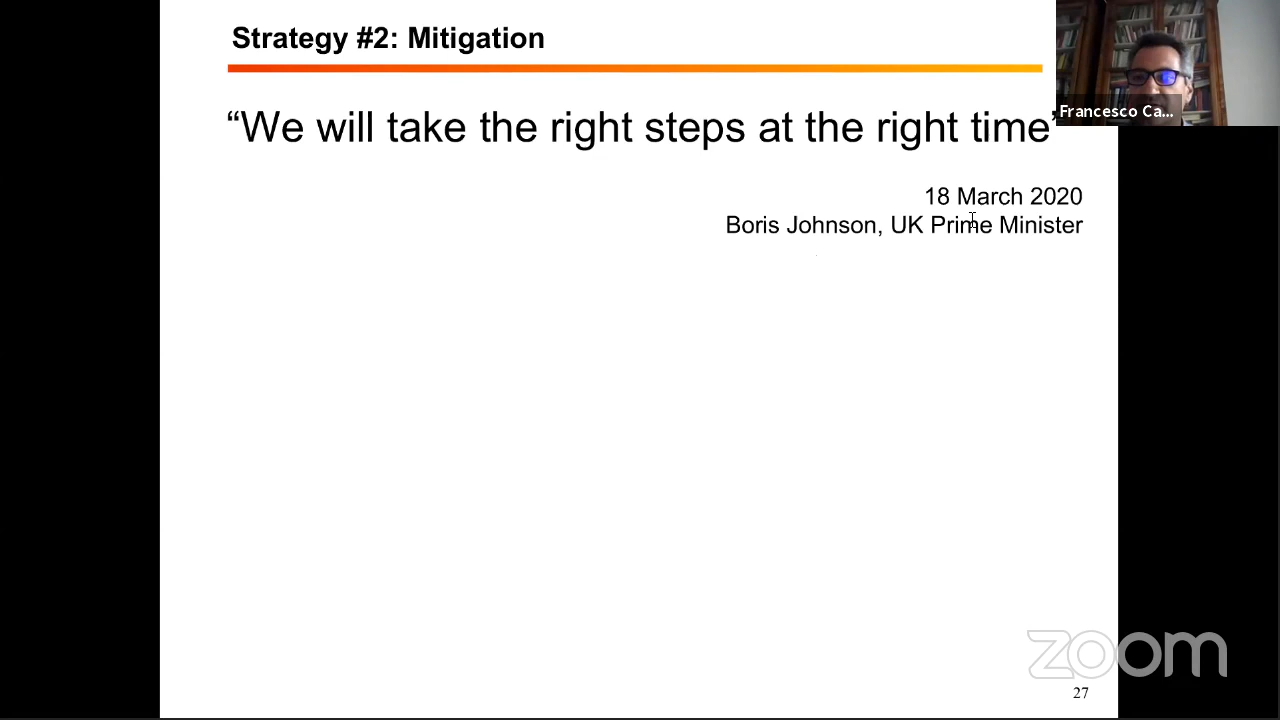 Strategy #2: Mitigation
“We will take the right steps at the right time”
Francesco Ca...
18 March 2020
Boris Johnson, UK Prime Minister
zoom
27